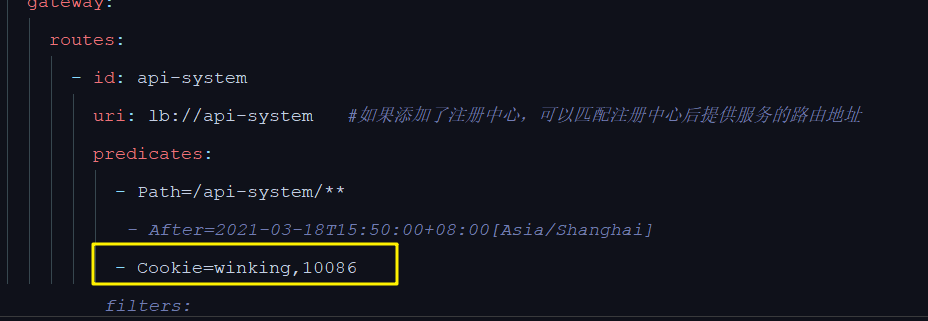 gateway:
routes:
- id: api-system
uri: lb://api-system #如果添加了注册中心，可以匹配注册中心后提供服务的路由地址
predicates:
- Path=/api-system/**
- After=2021-03-18T15:50:00+08:00[Asia/Shanghai]
- Cookie=winking,10086
filters: